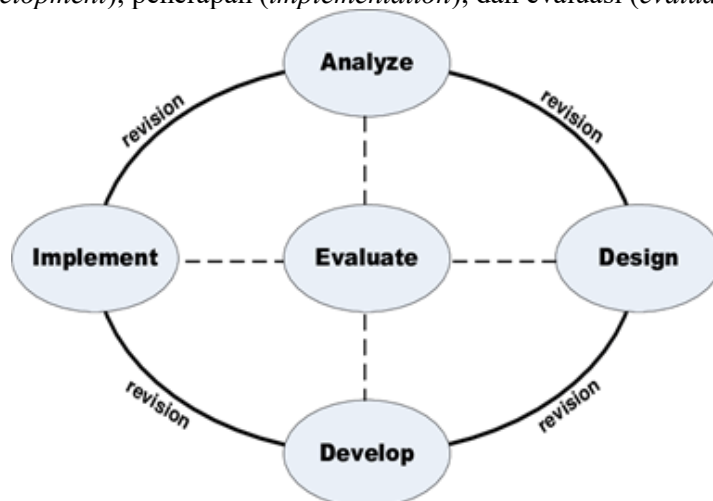 penerapan (implementation), dan evaluasi
Analyze
revision
revision
Implement
Evaluate
Design
revision
revision
Develop